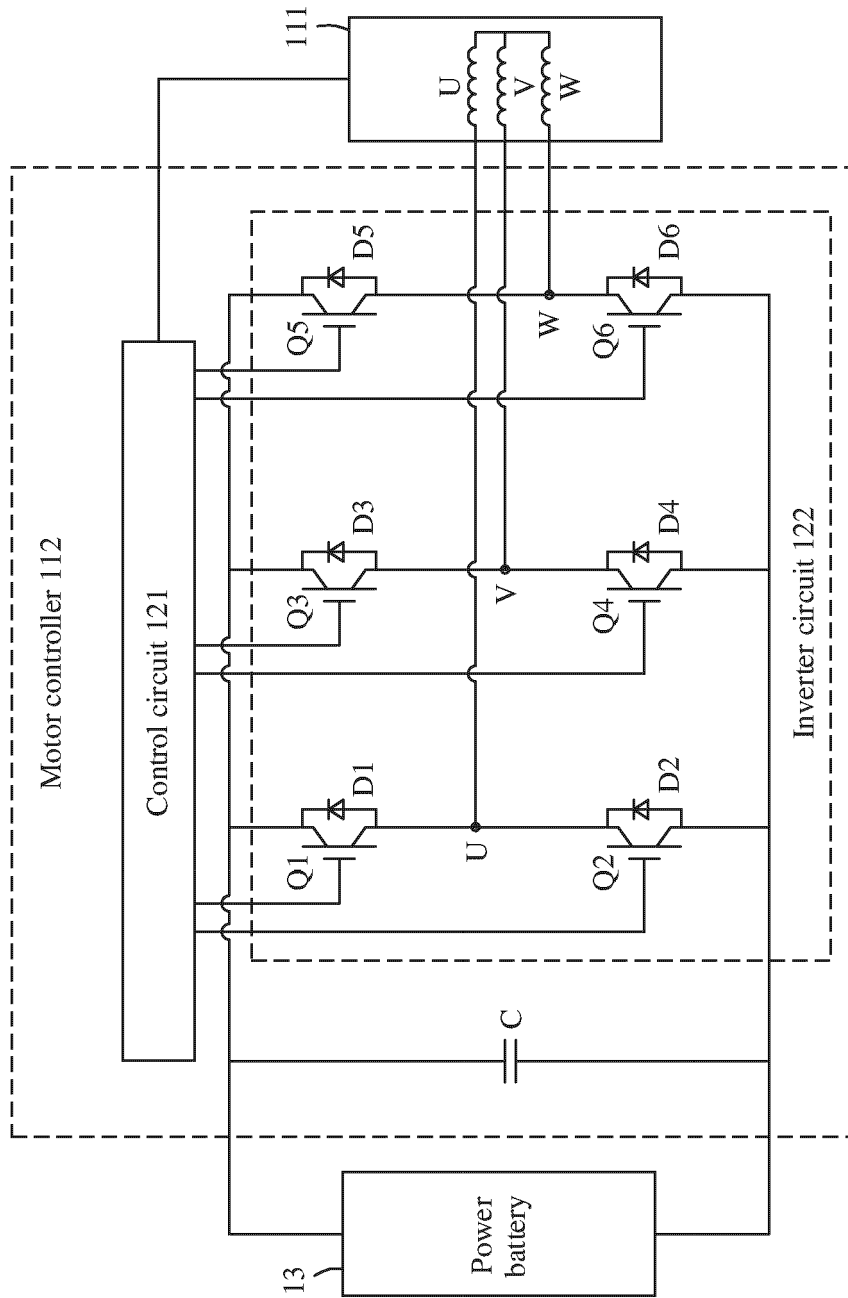 Motor controller 112
Control circuit 121
111
13
Power
battery
C
Q1
D1
Q3
D3
Q5
D5
U
V
W
U
V
W
Q2
D2
Q4
D4
Q6
D6
Inverter circuit 122